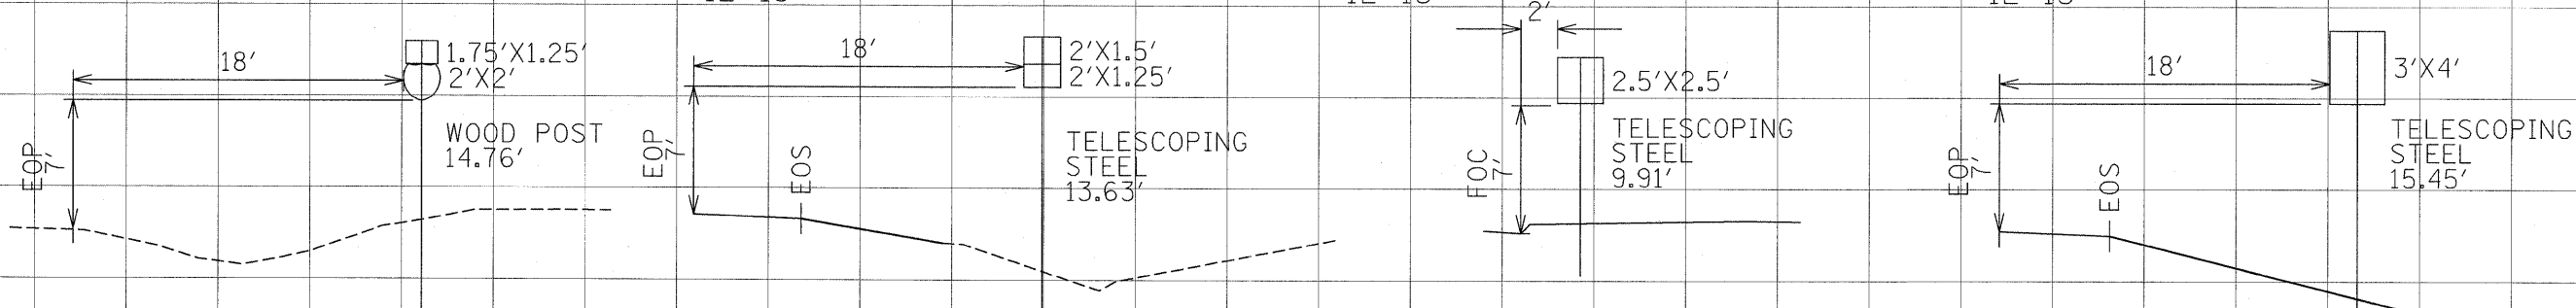 18'
1.75'X1.25'
2'X2'
WOOD POST
14.76'
EOP
7'
18'
2'X1.5'
2'X1.25'
TELESCOPING
STEEL
13.63'
EOP
7'
EOS
2'
2.5'X2.5'
TELESCOPING
STEEL
9.91'
FOC
7'
18'
3'X4'
TELESCOPING
STEEL
15.45'
EOP
7'
EOS